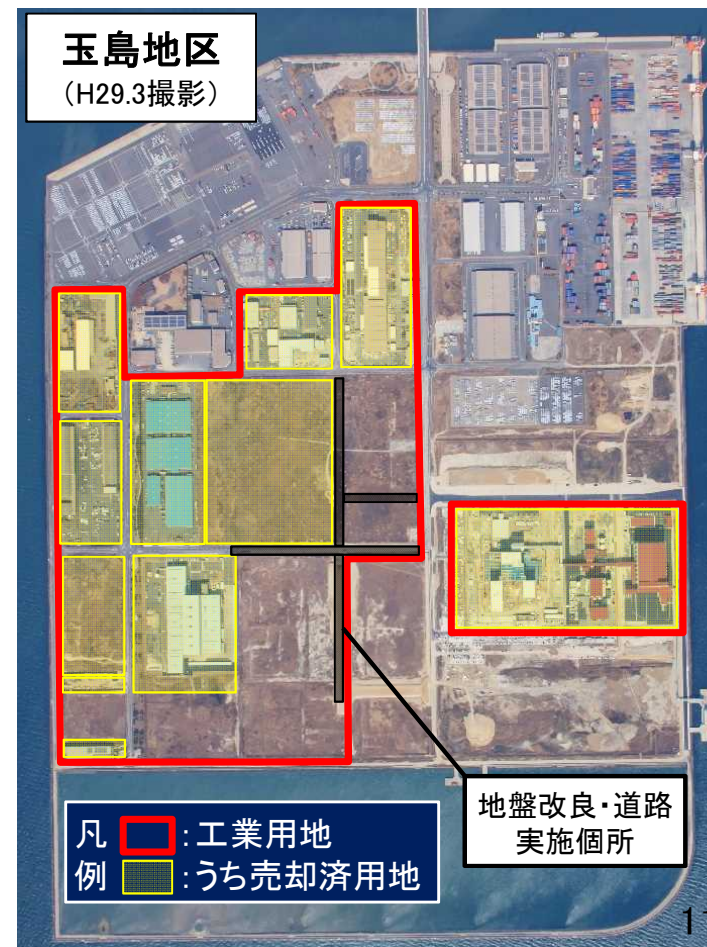 玉島地区
（H29.3撮影）
地盤改良・道路
実施個所
凡 ：工業用地
例 ：うち売却済用地